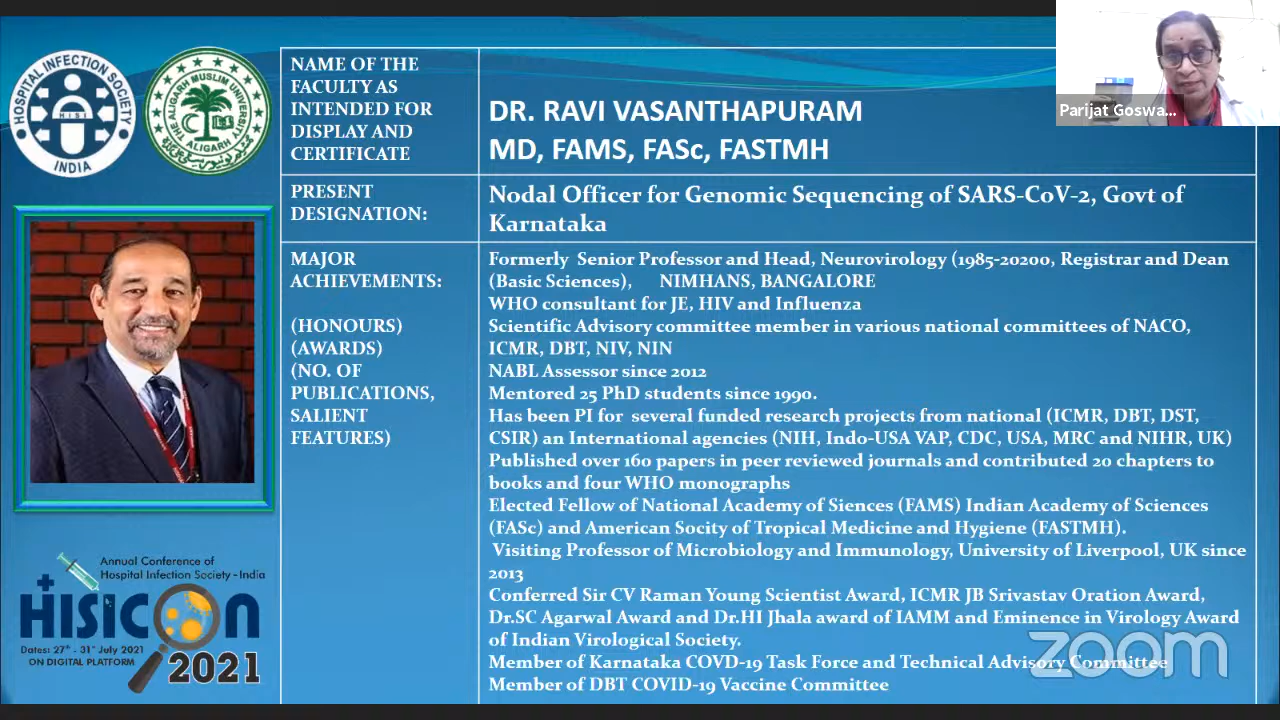 HOSPITAL INFECTION SOCIETY
HISI
INDIA
THE ALIGARH MUSLIM UNIVERSITY
ALIGARH
NAME OF THE
FACULTY AS
INTENDED FOR
DISPLAY AND
CERTIFICATE
DR. RAVI VASANTHAPURAM
MD, FAMS, FASc, FASTMH
Parijat Goswa...
PRESENT
DESIGNATION:
Nodal Officer for Genomic Sequencing of SARS-CoV-2, Govt of
Karnataka
MAJOR
ACHIEVEMENTS:
(HONOURS)
(AWARDS)
(NO. OF
PUBLICATIONS,
SALIENT
FEATURES)
Formerly Senior Professor and Head, Neurovirology (1985-20200, Registrar and Dean
(Basic Sciences), NIMHANS, BANGALORE
WHO consultant for JE, HIV and Influenza
Scientific Advisory committee member in various national committees of NACO,
ICMR, DBT, NIV, NIN
NABL Assessor since 2012
Mentored 25 PhD students since 1990.
Has been PI for several funded research projects from national (ICMR, DBT, DST,
CSIR) an International agencies (NIH, Indo-USA VAP, CDC, USA, MRC and NIHR, UK)
Published over 160 papers in peer reviewed journals and contributed 20 chapters to
books and four WHO monographs
Elected Fellow of National Academy of Siences (FAMS) Indian Academy of Sciences
(FASc) and American Socity of Tropical Medicine and Hygiene (FASTMH).
Visiting Professor of Microbiology and Immunology, University of Liverpool, UK since
2013
Conferred Sir CV Raman Young Scientist Award, ICMR JB Srivastav Oration Award,
Dr.SC Agarwal Award and Dr.HI Jhala award of IAMM and Eminence in Virology Award
of Indian Virological Society.
Member of Karnataka COVD-19 Task Force and Technical Advisory Committee
Member of DBT COVID-19 Vaccine Committee
Annual Conference of
Hospital Infection Society - India
HISICON
Dates: 27th - 31st July 2021
ON DIGITAL PLATFORM
2021
zoom